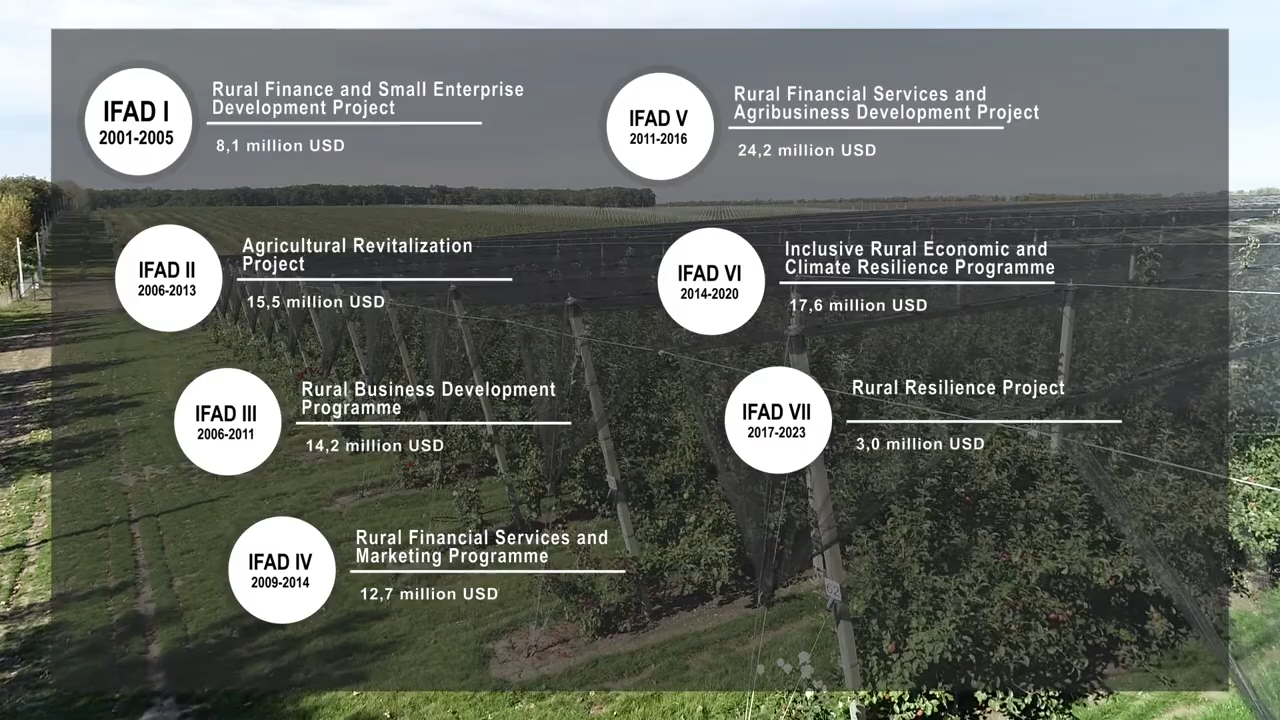 IFAD I
2001-2005
Rural Finance and Small Enterprise
Development Project
8,1 million USD
IFAD II
2006-2013
Agricultural Revitalization
Project
15,5 million USD
IFAD III
2006-2011
Rural Business Development
Programme
14,2 million USD
IFAD IV
2009-2014
Rural Financial Services and
Marketing Programme
12,7 million USD
IFAD V
2011-2016
Rural Financial Services and
Agribusiness Development Project
24,2 million USD
IFAD VI
2014-2020
Inclusive Rural Economic and
Climate Resilience Programme
17,6 million USD
IFAD VII
2017-2023
Rural Resilience Project
3,0 million USD